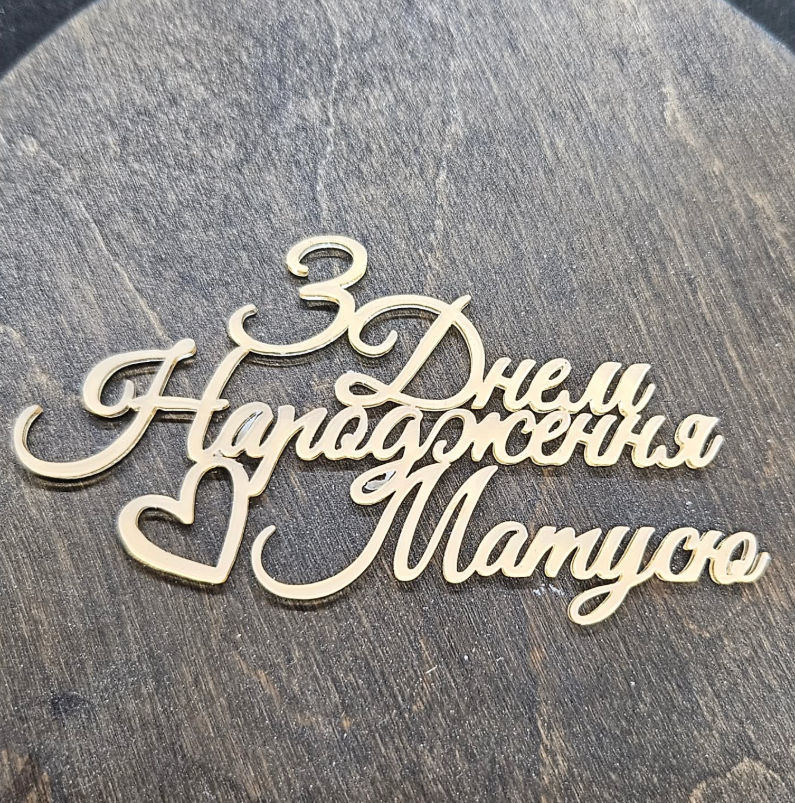 З Днем
Народження
Матусю